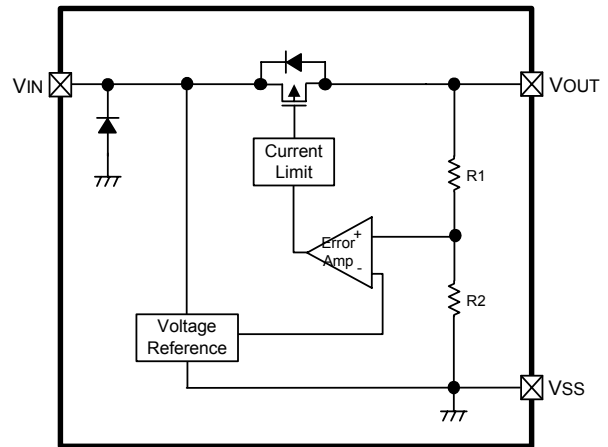 VIN
VOUT
Current
Limit
R1
Error
Amp
+
-
R2
Voltage
Reference
VSS